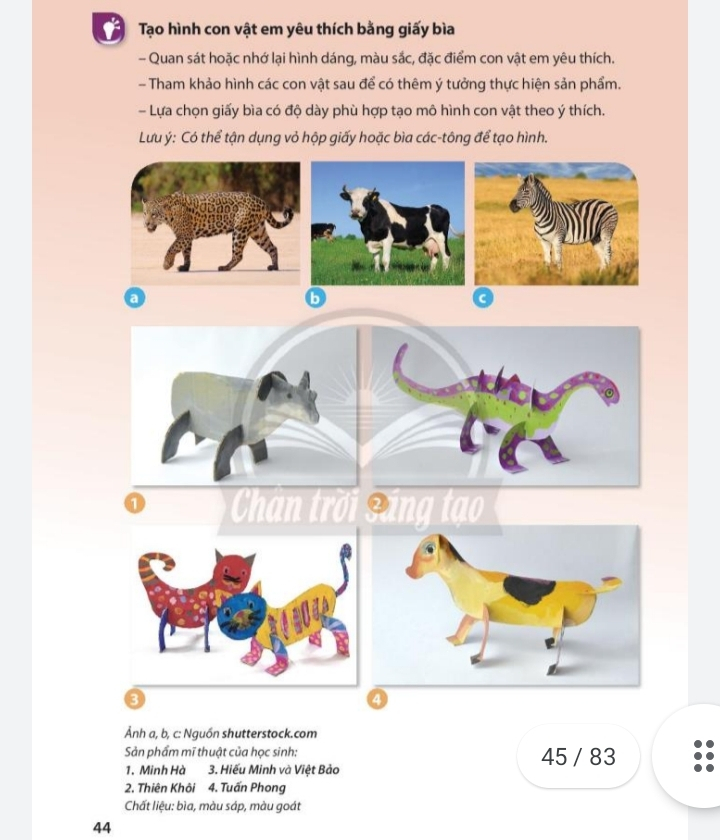 Tạo hình con vật em yêu thích bằng giấy bìa
– Quan sát hoặc nhớ lại hình dáng, màu sắc, đặc điểm con vật em yêu thích.
– Tham khảo hình các con vật sau để có thêm ý tưởng thực hiện sản phẩm.
– Lựa chọn giấy bìa có độ dày phù hợp tạo mô hình con vật theo ý thích.
Lưu ý: Có thể tận dụng vỏ hộp giấy hoặc bìa các-tông để tạo hình.
a b c
Chân trời sáng tạo
1 2
3 4
Ảnh a, b, c: Nguồn shutterstock.com
Sản phẩm mĩ thuật của học sinh:
1. Minh Hà 3. Hiếu Minh và Việt Bảo
2. Thiên Khôi 4. Tuấn Phong
Chất liệu: bìa, màu sáp, màu goát
45 / 83
44